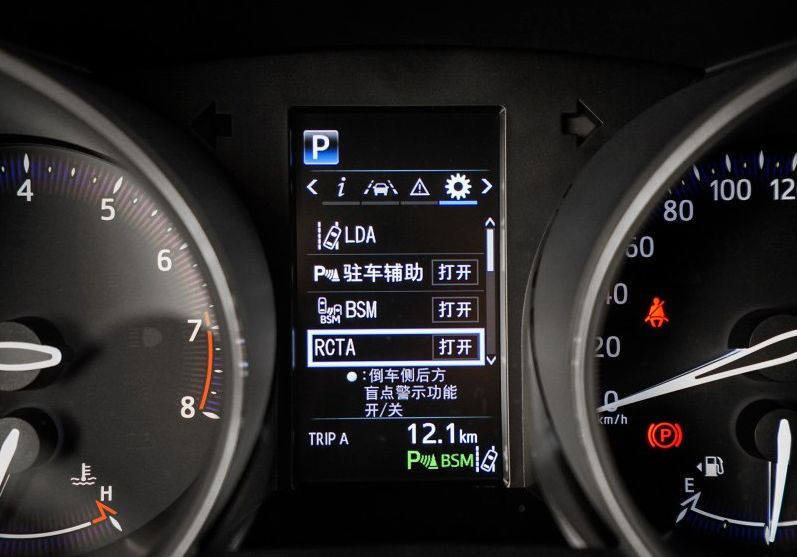 P
i
LDA
P 驻车辅助 打开
BSM BSM 打开
RCTA 打开
●:倒车侧后方
盲点警示功能
开/关
TRIP A 12.1km
P BSM
4
5
6
7
8
H
0
20
40
60
80
100
12
km/h
P
E